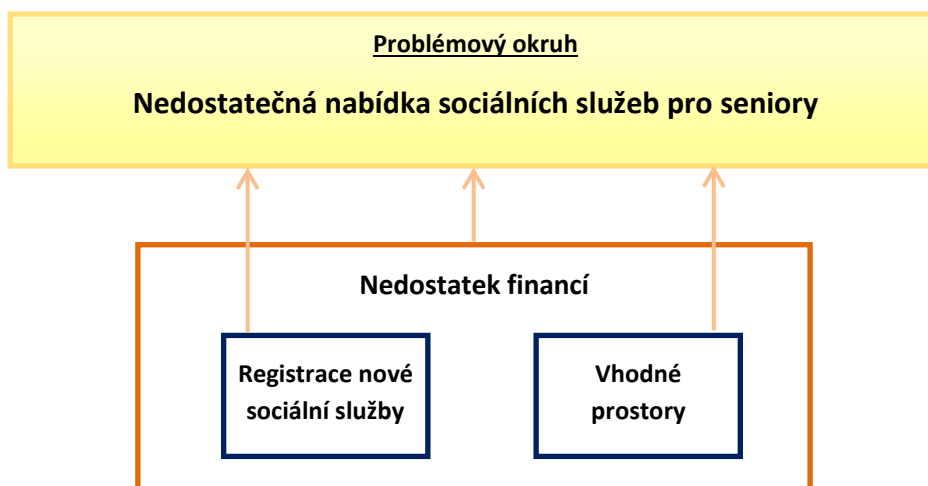 Problémový okruh
Nedostatečná nabídka sociálních služeb pro seniory
Nedostatek financí
Registrace nové
sociální služby
Vhodné
prostory